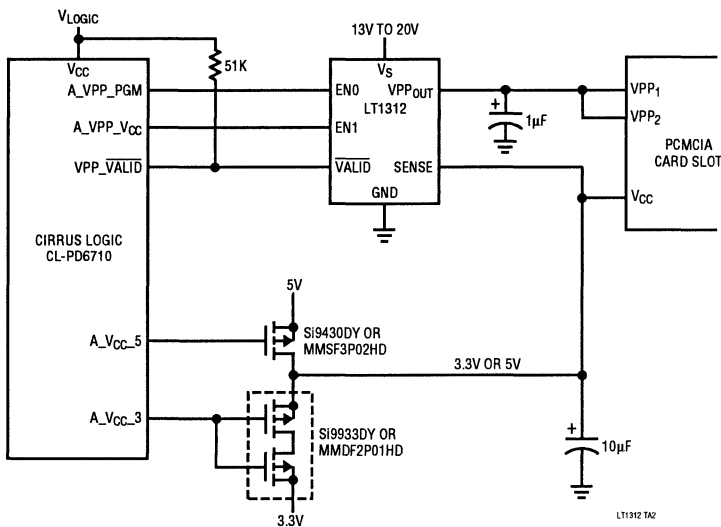 VLOGIC
13V TO 20V
51K
VCC
A_VPP_PGM
A_VPP_VCC
VPP_VALID
CIRRUS LOGIC
CL-PD6710
A_VCC_5
A_VCC_3
VS
EN0
VPPOUT
LT1312
EN1
VALID
SENSE
GND
1µF
VPP1
VPP2
PCMCIA
CARD SLOT
VCC
5V
Si9430DY OR
MMSF3P02HD
3.3V OR 5V
Si9933DY OR
MMDF2P01HD
10µF
3.3V
LT1312 TA2